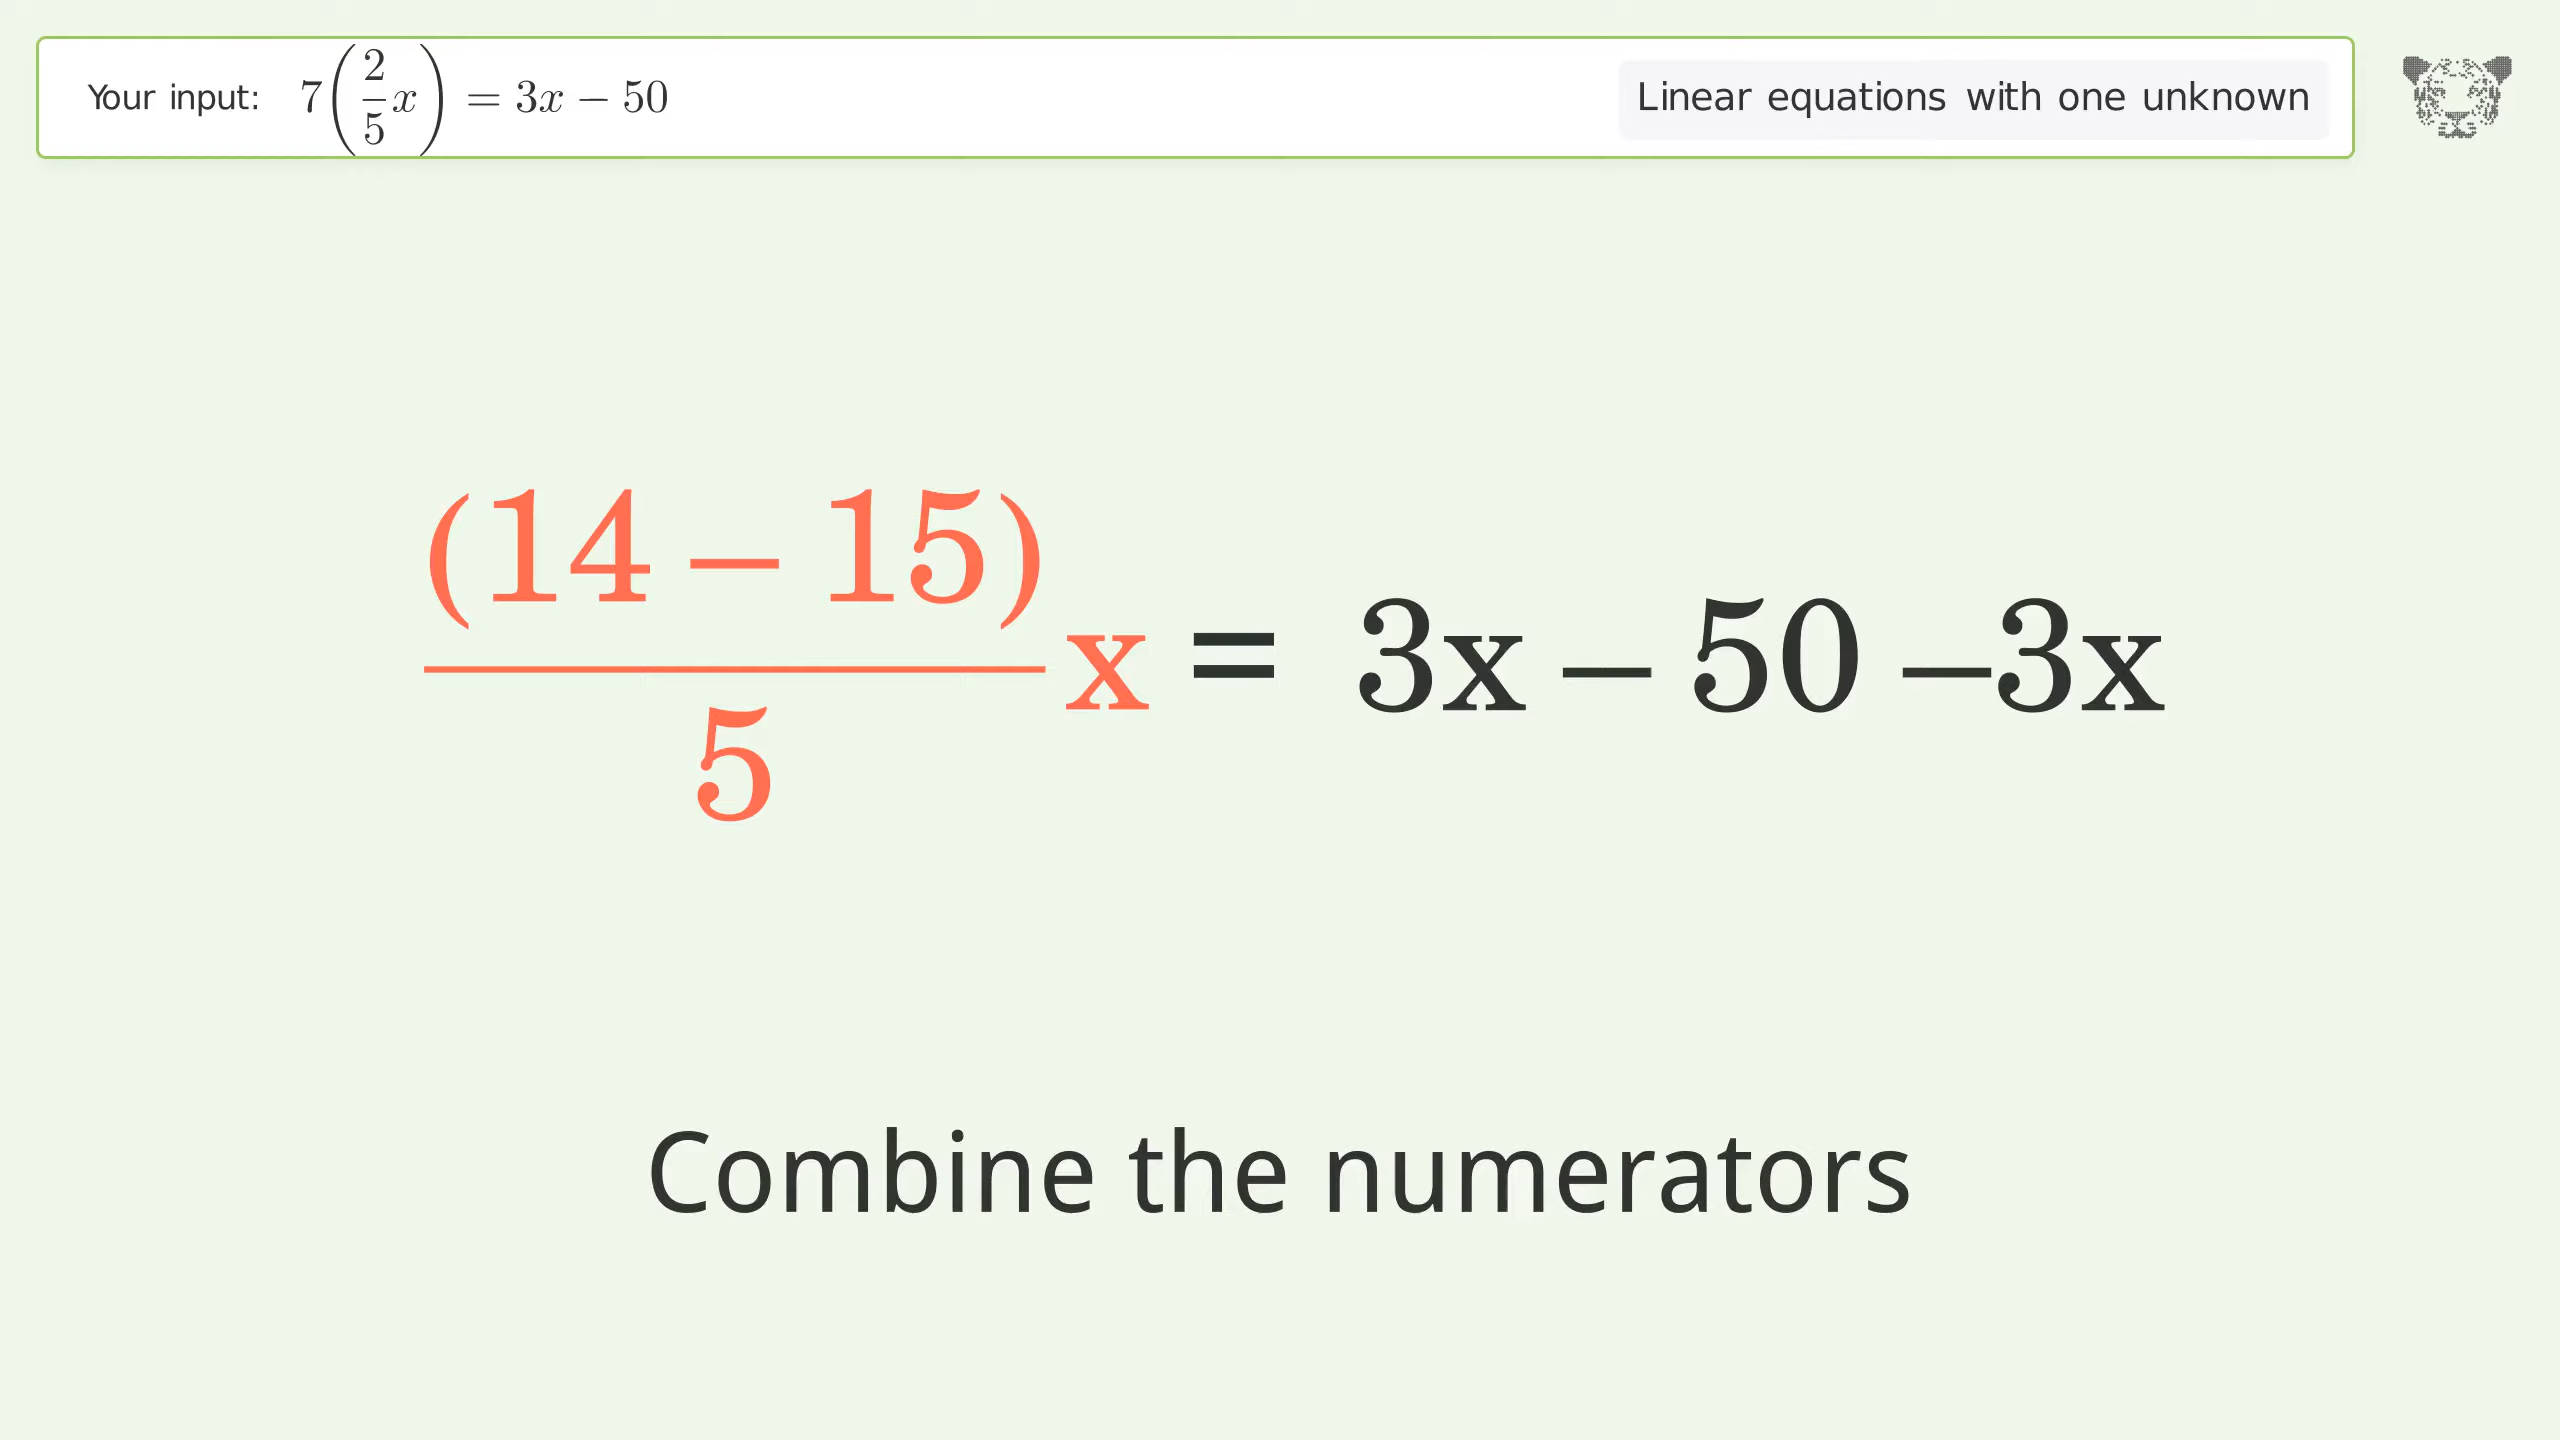 Your input: 7(2/5 x) = 3x − 50
Linear equations with one unknown
(14 − 15)/5 x = 3x − 50 −3x
Combine the numerators